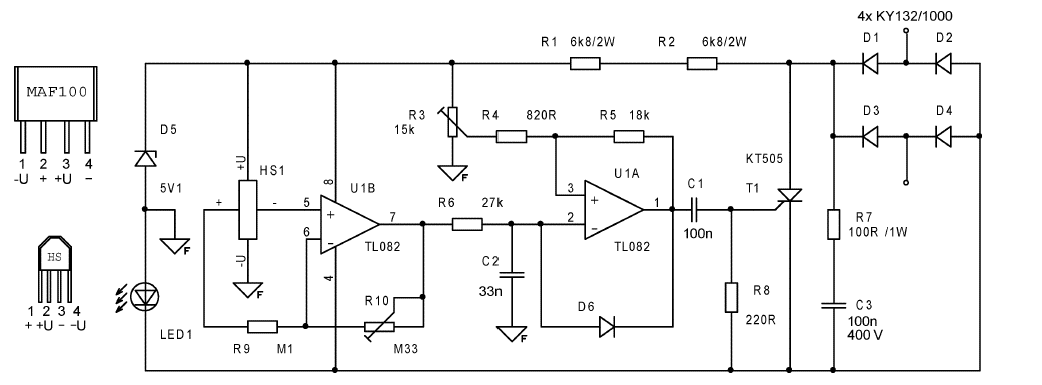 4x KY132/1000
D1
D2
R1
6k8/2W
R2
6k8/2W
MAF100
1
2
3
4
-U
+
+U
-
D5
5V1
R3
15k
R4
820R
R5
18k
D3
D4
KT505
T1
+U
HS1
+
-
-U
F
F
F
F
8
U1B
5
+
6
-
7
TL082
4
R6
27k
U1A
3
+
2
-
1
TL082
C1
100n
R7
100R /1W
HS
1
2
3
4
+
+U
-
-U
LED1
C2
33n
R10
M33
R9
M1
D6
R8
220R
C3
100n
400 V